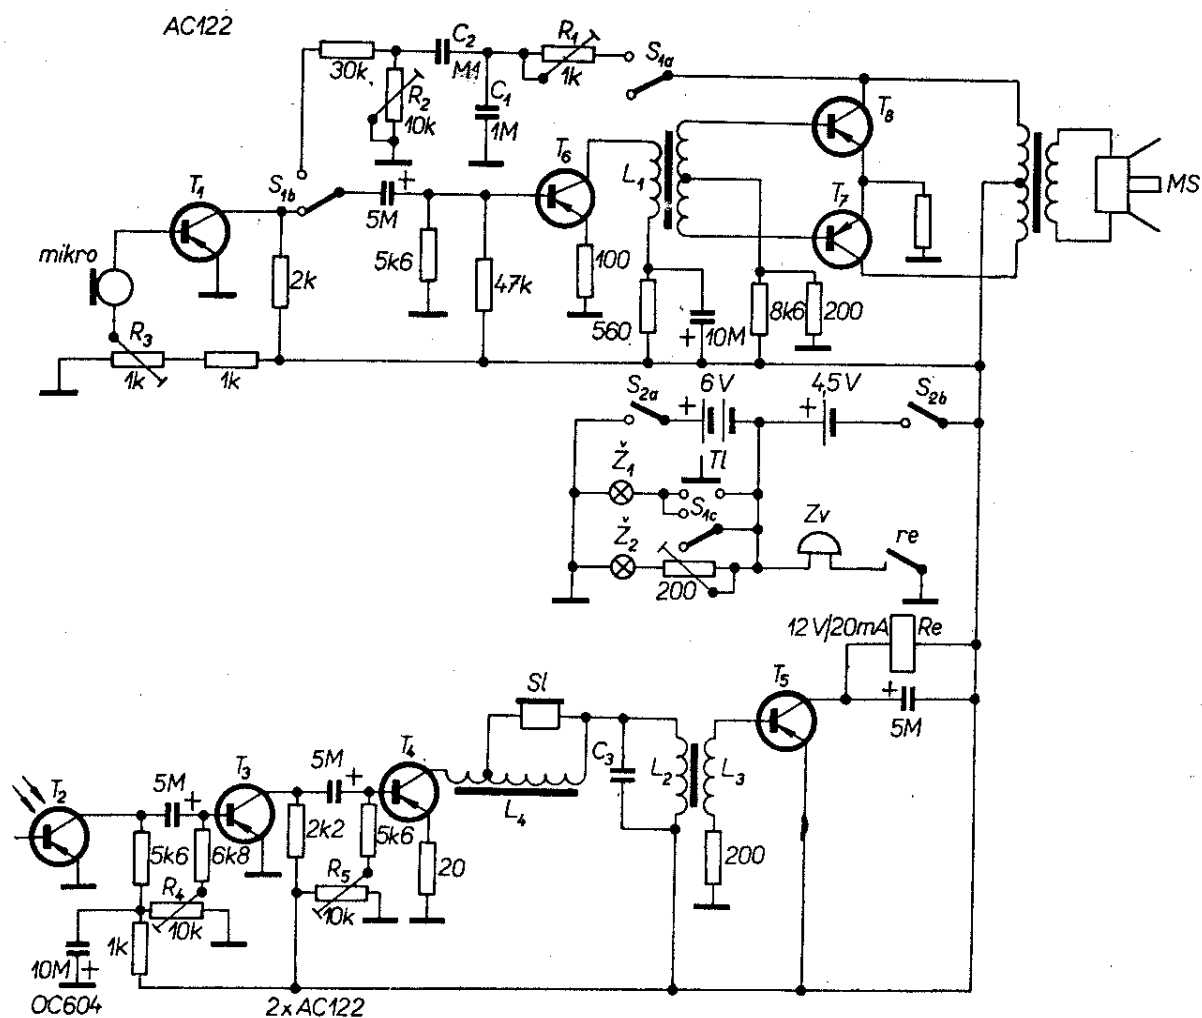 AC122
C2
R1
S1a
30k
M1
1k
R2
10k
C1
1M
T8
T6
T1
S1b
+
L1
MS
5M
T7
mikro
2k
5k6
47k
100
560
+ 10M
8k6
200
R3
1k
1k
S2a
+
6V
+
4,5V
S2b
Tl
Ž1
S1c
Zv
re
Ž2
200
12V/20mA
Re
+
5M
T5
Sl
C3
L2
L3
T4
5M
+
L4
T3
5M
+
T2
5k6
6k8
2k2
5k6
20
200
R4
10k
R5
10k
1k
10M +
OC604
2xAC122